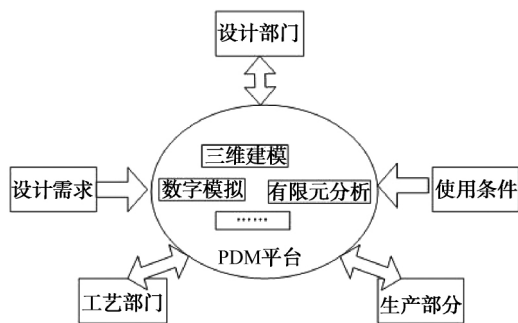 设计部门
三维建模
设计需求
数字模拟
有限元分析
使用条件
……
PDM平台
工艺部门
生产部分